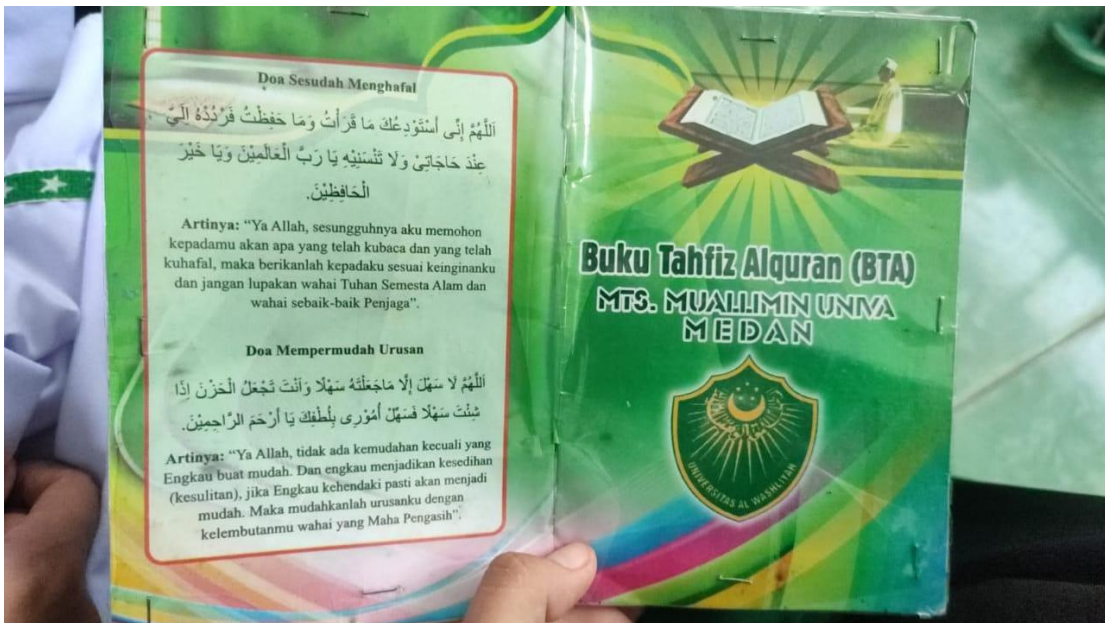 Doa Sesudah Menghafal
اَللّٰهُمَّ إِنِّى أَسْتَوْدِعُكَ مَا قَرَأْتُ وَمَا حَفِظْتُ فَرْدُدْهُ اِلَيَّ
عِنْدَ حَاجَاتِيْ وَلَا تَنْسَنِيْهِ يَا رَبَّ الْعَالَمِيْنَ وَيَا خَيْرَ
الْحَافِظِيْنَ.
Artinya: “Ya Allah, sesungguhnya aku memohon
kepadamu akan apa yang telah kubaca dan yang telah
kuhafal, maka berikanlah kepadaku sesuai keinginanku
dan jangan lupakan wahai Tuhan Semesta Alam dan
wahai sebaik-baik Penjaga”.
Doa Mempermudah Urusan
اَللّٰهُمَّ لَا سَهْلَ إِلَّا مَاجَعَلْتَهُ سَهْلًا وَاَنْتَ تَجْعَلُ الْحَزْنَ اِذَا
شِئْتَ سَهْلًا فَسَهِّلْ أُمُوْرِى بِلُطْفِكَ يَا أَرْحَمَ الرَّاحِمِيْنَ.
Artinya: “Ya Allah, tidak ada kemudahan kecuali yang
Engkau buat mudah. Dan engkau menjadikan kesedihan
(kesulitan), jika Engkau kehendaki pasti akan menjadi
mudah. Maka mudahkanlah urusanku dengan
kelembutanmu wahai yang Maha Pengasih”.
Buku Tahfiz Alquran (BTA)
MTS. MUALLIMIN UNIVA
MEDAN
UNIVERSITAS AL WASHLIYAH